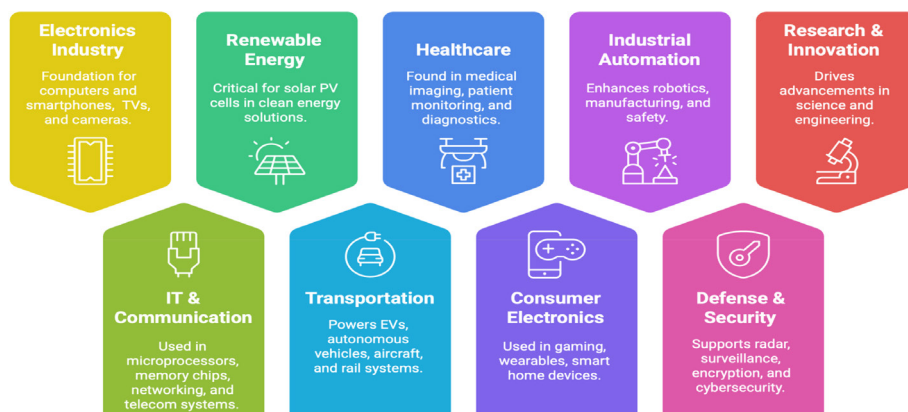 Electronics
Industry
Foundation for
computers and
smartphones, TVs,
and cameras.
Renewable
Energy
Critical for solar PV
cells in clean energy
solutions.
Healthcare
Found in medical
imaging, patient
monitoring, and
diagnostics.
Industrial
Automation
Enhances robotics,
manufacturing, and
safety.
Research &
Innovation
Drives
advancements in
science and
engineering.
IT &
Communication
Used in
microprocessors,
memory chips,
networking, and
telecom systems.
Transportation
Powers EVs,
autonomous
vehicles, aircraft,
and rail systems.
Consumer
Electronics
Used in gaming,
wearables, smart
home devices.
Defense &
Security
Supports radar,
surveillance,
encryption, and
cybersecurity.